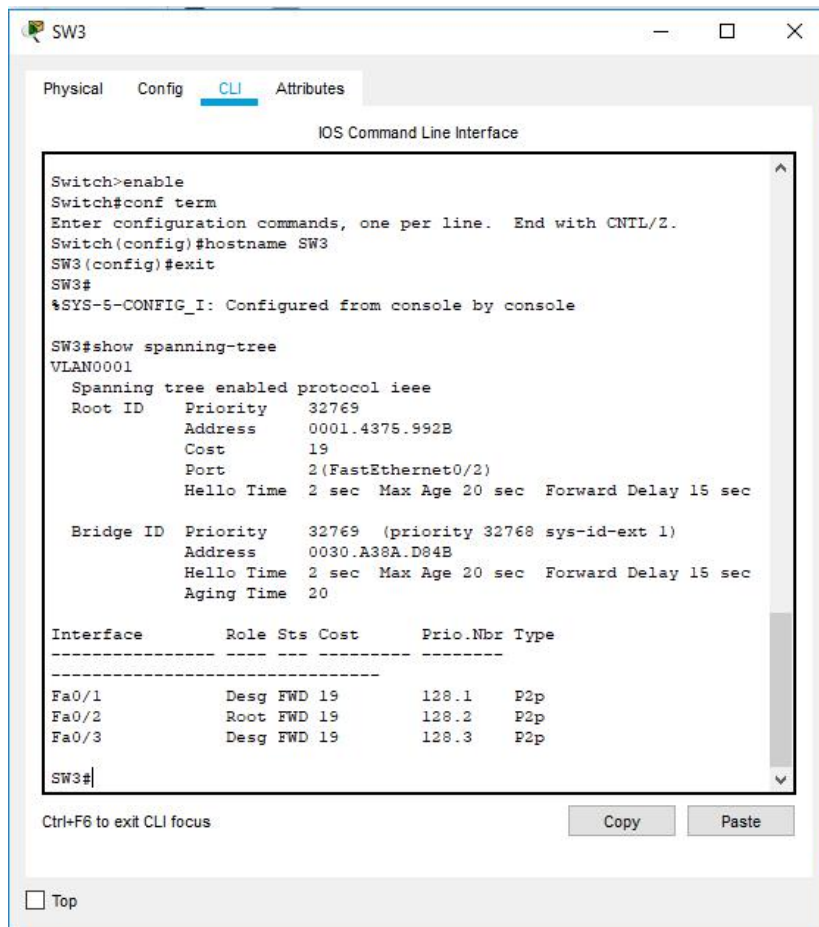 SW3
Physical Config CLI Attributes
IOS Command Line Interface
Switch>enable
Switch#conf term
Enter configuration commands, one per line.  End with CNTL/Z.
Switch(config)#hostname SW3
SW3(config)#exit
SW3#
%SYS-5-CONFIG_I: Configured from console by console
SW3#show spanning-tree
VLAN0001
  Spanning tree enabled protocol ieee
  Root ID    Priority    32769
             Address     0001.4375.992B
             Cost        19
             Port        2(FastEthernet0/2)
             Hello Time  2 sec  Max Age 20 sec  Forward Delay 15 sec
  Bridge ID  Priority    32769  (priority 32768 sys-id-ext 1)
             Address     0030.A38A.D84B
             Hello Time  2 sec  Max Age 20 sec  Forward Delay 15 sec
             Aging Time  20
Interface        Role Sts Cost      Prio.Nbr Type
---------------- ---- --- --------- --------
--------------------------------
Fa0/1            Desg FWD 19        128.1    P2p
Fa0/2            Root FWD 19        128.2    P2p
Fa0/3            Desg FWD 19        128.3    P2p
SW3#
Ctrl+F6 to exit CLI focus
Copy Paste
Top